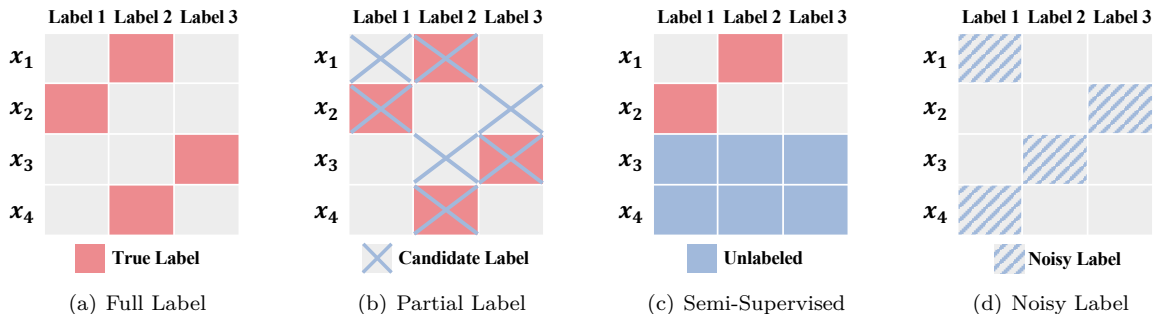 Label 1 Label 2 Label 3
x₁
x₂
x₃
x₄
True Label
(a) Full Label
Label 1 Label 2 Label 3
x₁
x₂
x₃
x₄
Candidate Label
(b) Partial Label
Label 1 Label 2 Label 3
x₁
x₂
x₃
x₄
Unlabeled
(c) Semi-Supervised
Label 1 Label 2 Label 3
x₁
x₂
x₃
x₄
Noisy Label
(d) Noisy Label